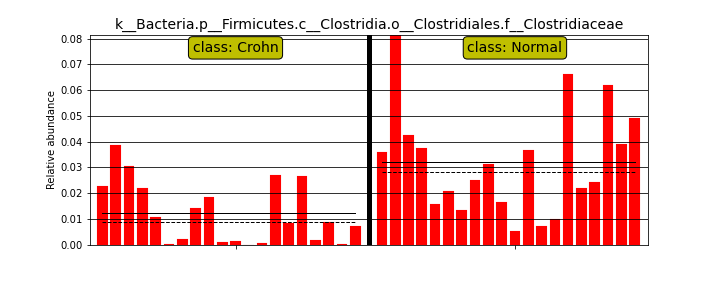 k__Bacteria.p__Firmicutes.c__Clostridia.o__Clostridiales.f__Clostridiaceae
class: Crohn
class: Normal
0.08
0.07
0.06
0.05
0.04
0.03
0.02
0.01
0.00
Relative abundance